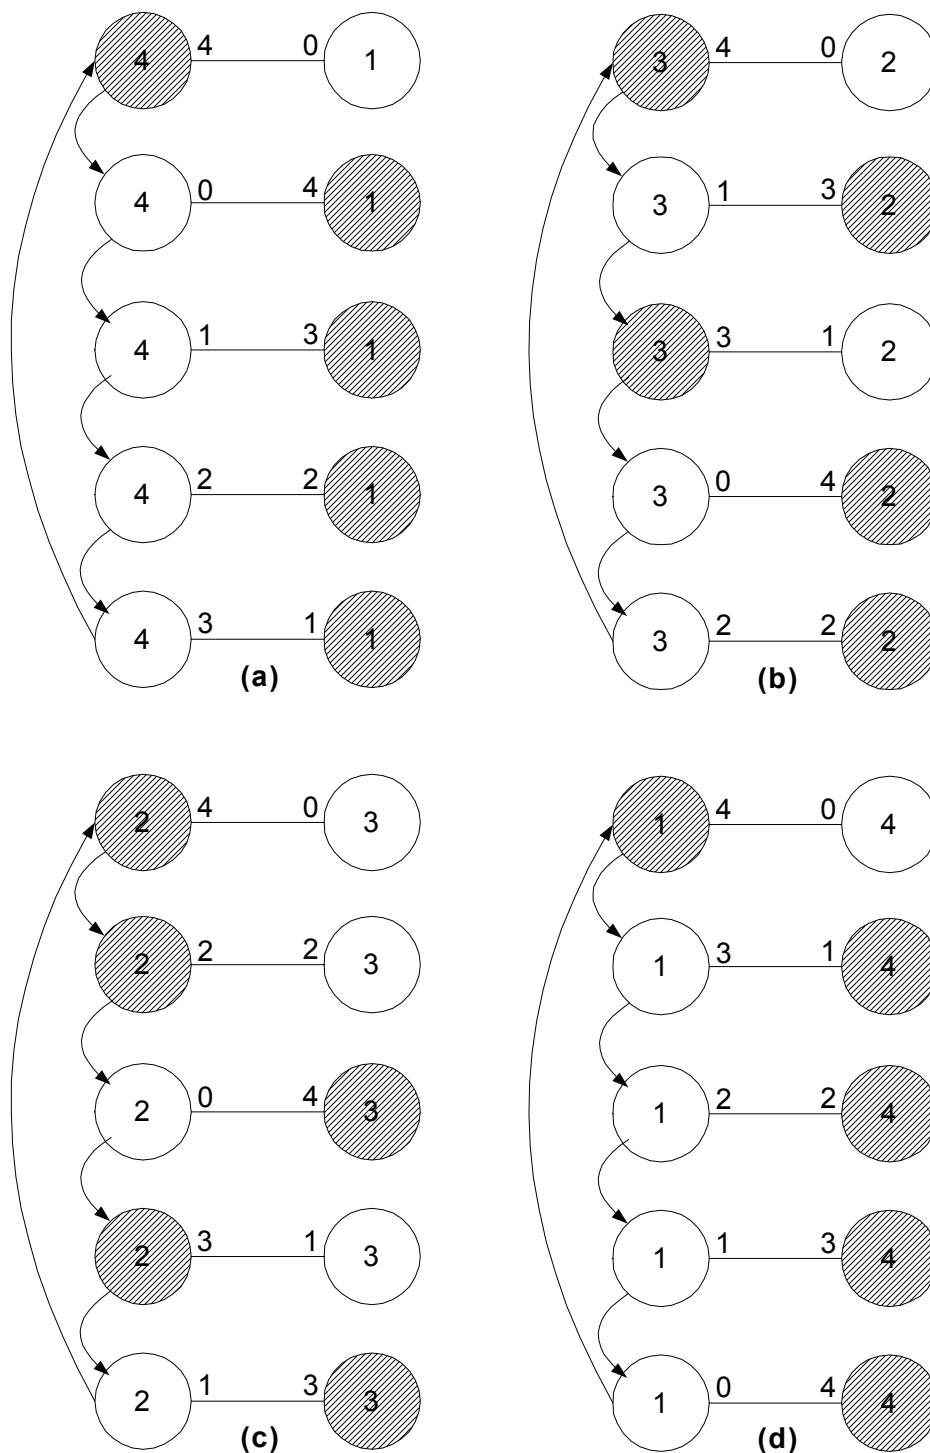 4 4 0 1 3 4 0 2
4 0 4 1 3 1 3 2
4 1 3 1 3 3 1 2
4 2 2 1 3 0 4 2
4 3 1 1 3 2 2 2
(a) (b)
2 4 0 3 1 4 0 4
2 2 2 3 1 3 1 4
2 0 4 3 1 2 2 4
2 3 1 3 1 1 3 4
2 1 3 3 1 0 4 4
(c) (d)